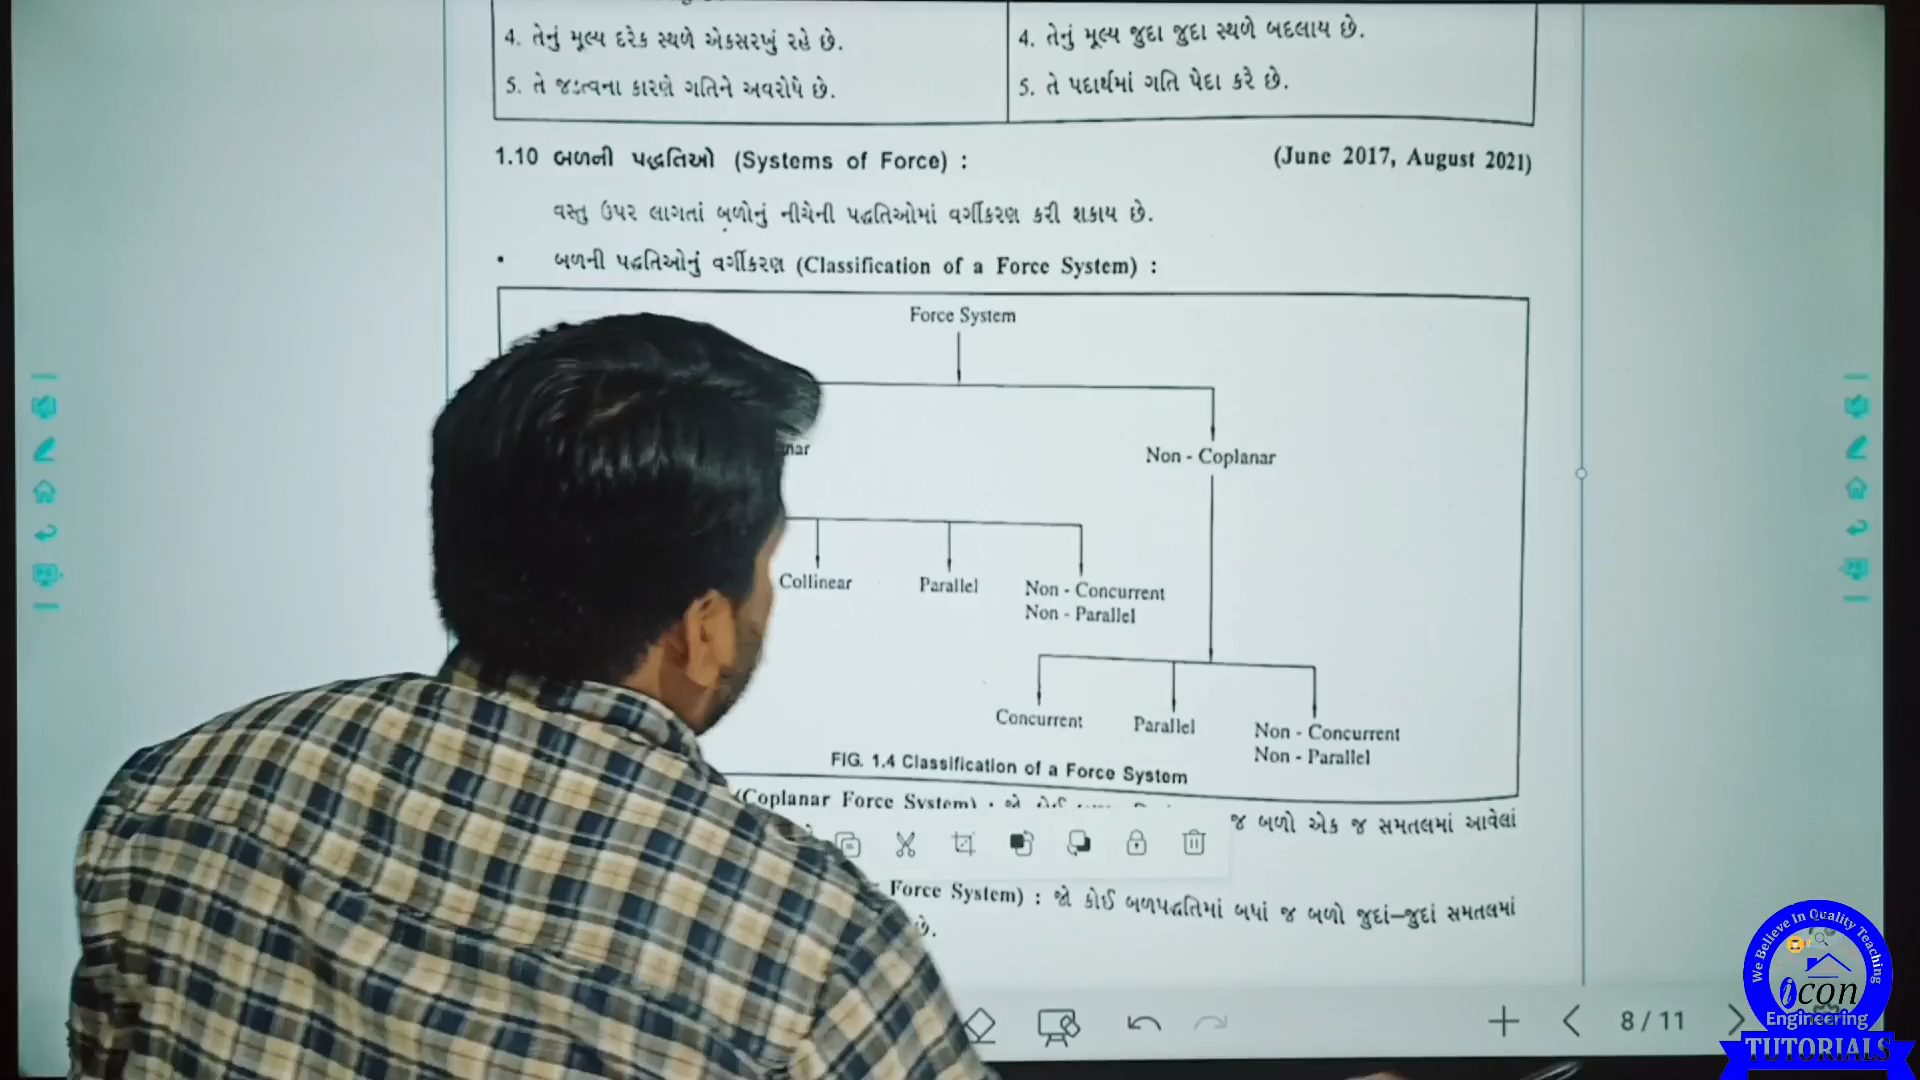 4. તેનું મૂલ્ય દરેક સ્થળે એકસરખું રહે છે.
5. તે જડત્વના કારણે ગતિને અવરોધે છે.
4. તેનું મૂલ્ય જુદા જુદા સ્થળે બદલાય છે.
5. તે પદાર્થમાં ગતિ પેદા કરે છે.
1.10 બળની પદ્ધતિઓ (Systems of Force) : (June 2017, August 2021)
વસ્તુ ઉપર લાગતાં બળોનું નીચેની પદ્ધતિઓમાં વર્ગીકરણ કરી શકાય છે.
• બળની પદ્ધતિઓનું વર્ગીકરણ (Classification of a Force System) :
Force System
Non - Coplanar
Collinear
Parallel
Non - Concurrent
Non - Parallel
Concurrent
Parallel
Non - Concurrent
Non - Parallel
FIG. 1.4 Classification of a Force System
(Coplanar Force System) : જ બળો એક જ સમતલમાં આવેલાં
Force System) : જો કોઈ બળપદ્ધતિમાં બધાં જ બળો જુદાં-જુદાં સમતલમાં
છે.
8 / 11
We Believe In Quality Teaching
icon
Engineering
TUTORIALS